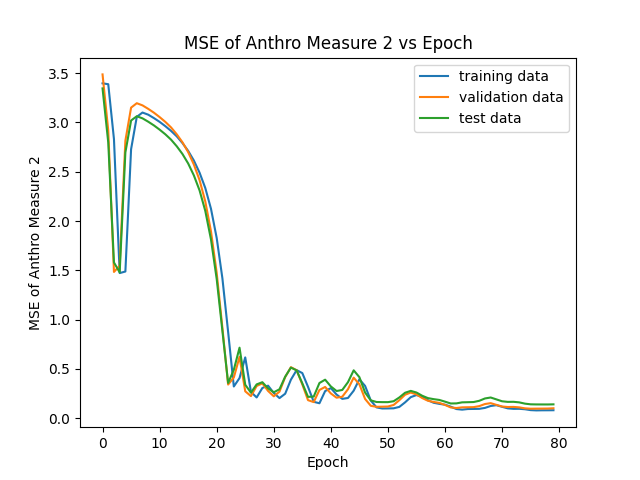 MSE of Anthro Measure 2 vs Epoch
training data
validation data
test data
MSE of Anthro Measure 2
3.5
3.0
2.5
2.0
1.5
1.0
0.5
0.0
0 10 20 30 40 50 60 70 80
Epoch